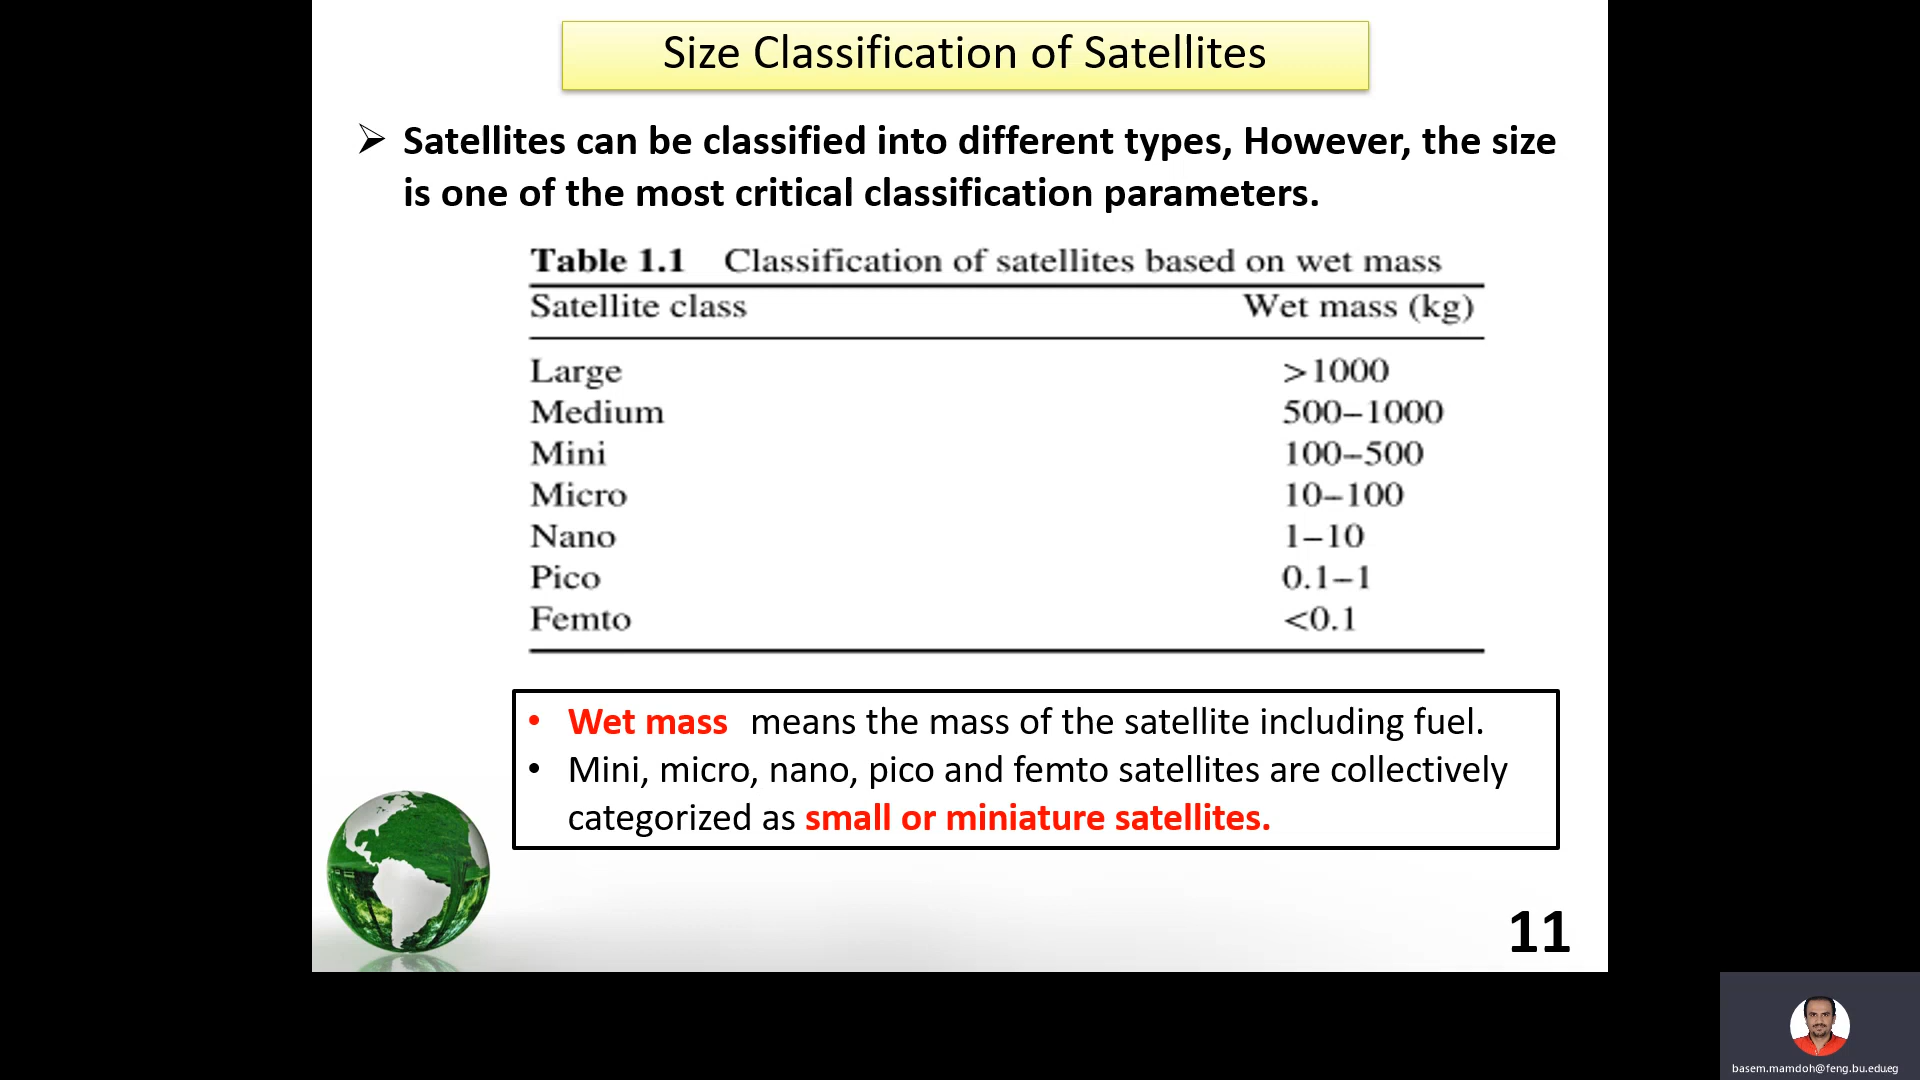 Size Classification of Satellites
Satellites can be classified into different types, However, the size
is one of the most critical classification parameters.
Table 1.1 Classification of satellites based on wet mass
Satellite class Wet mass (kg)
Large >1000
Medium 500–1000
Mini 100–500
Micro 10–100
Nano 1–10
Pico 0.1–1
Femto <0.1
• Wet mass means the mass of the satellite including fuel.
• Mini, micro, nano, pico and femto satellites are collectively
categorized as small or miniature satellites.
11
basem.mamdoh@feng.bu.edu.eg